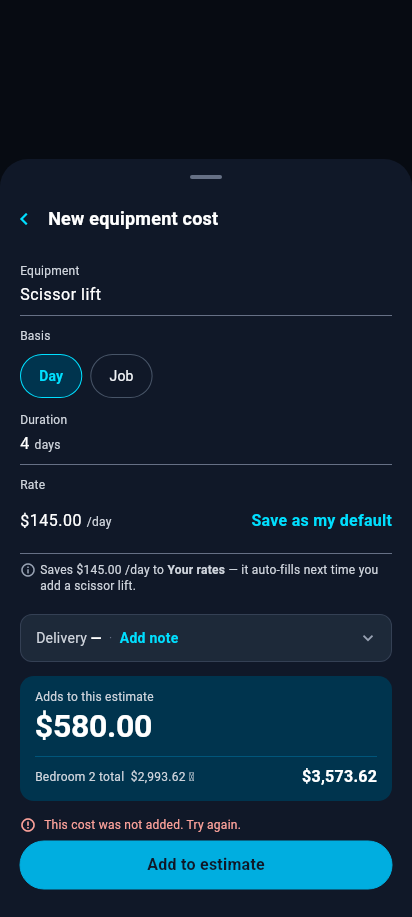 New equipment cost
Equipment
Scissor lift
Basis
Day Job
Duration
4 days
Rate
$145.00 /day Save as my default
Saves $145.00 /day to Your rates — it auto-fills next time you
add a scissor lift.
Delivery — · Add note
Adds to this estimate
$580.00
Bedroom 2 total $2,993.62 $3,573.62
This cost was not added. Try again.
Add to estimate